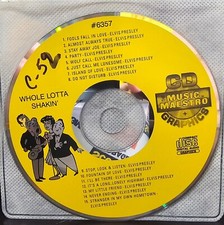 #6357
1. FOOLS FALL IN LOVE-ELVIS PRESLEY
2. ALMOST ALWAYS TRUE-ELVIS PRESLEY
3. STAY AWAY JOE-ELVIS PRESLEY
4. PARTY-ELVIS PRESLEY
5. WOLF CALL-ELVIS PRESLEY
6. JUST CALL ME LONESOME-ELVIS PRESLEY
7. ISLAND OF LOVE-ELVIS PRESLEY
8. DO NOT DISTURB-ELVIS PRESLEY
C-52
WHOLE LOTTA
SHAKIN'
CD
MUSIC
MAESTRO
GRAPHICS
9. STOP, LOOK & LISTEN-ELVIS PRESLEY
10. FOUNTAIN OF LOVE-ELVIS PRESLEY
11. I'LL BE THERE-ELVIS PRESLEY
12. IT'S A LONG LONELY HIGHWAY-ELVIS PRESLEY
13. MY LITTLE FRIEND-ELVIS PRESLEY
14. NEVER ENDING-ELVIS PRESLEY
15. STRANGER IN MY OWN HOMETOWN-
ELVIS PRESLEY